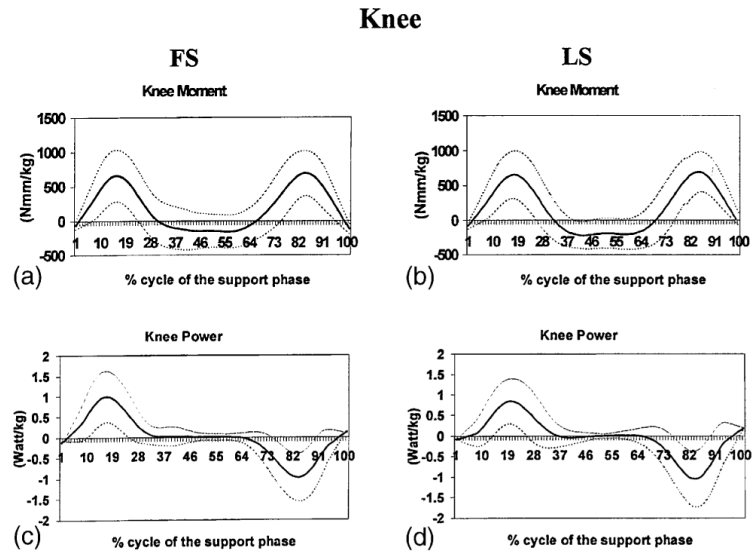 Knee
FS
LS
Knee Moment
Knee Moment
1500
1000
500
0
-500
(Nmm/kg)
1 10 19 28 37 46 55 64 73 82 91 100
% cycle of the support phase
(a)
1500
1000
500
0
-500
(Nmm/kg)
1 10 19 28 37 46 55 64 73 82 91 100
% cycle of the support phase
(b)
Knee Power
2
1.5
1
0.5
0
-0.5
-1
-1.5
-2
(Watt/kg)
1 10 19 28 37 46 55 64 73 82 91 100
% cycle of the support phase
(c)
Knee Power
2
1.5
1
0.5
0
-0.5
-1
-1.5
-2
(Watt/kg)
1 10 19 28 37 46 55 64 73 82 91 100
% cycle of the support phase
(d)